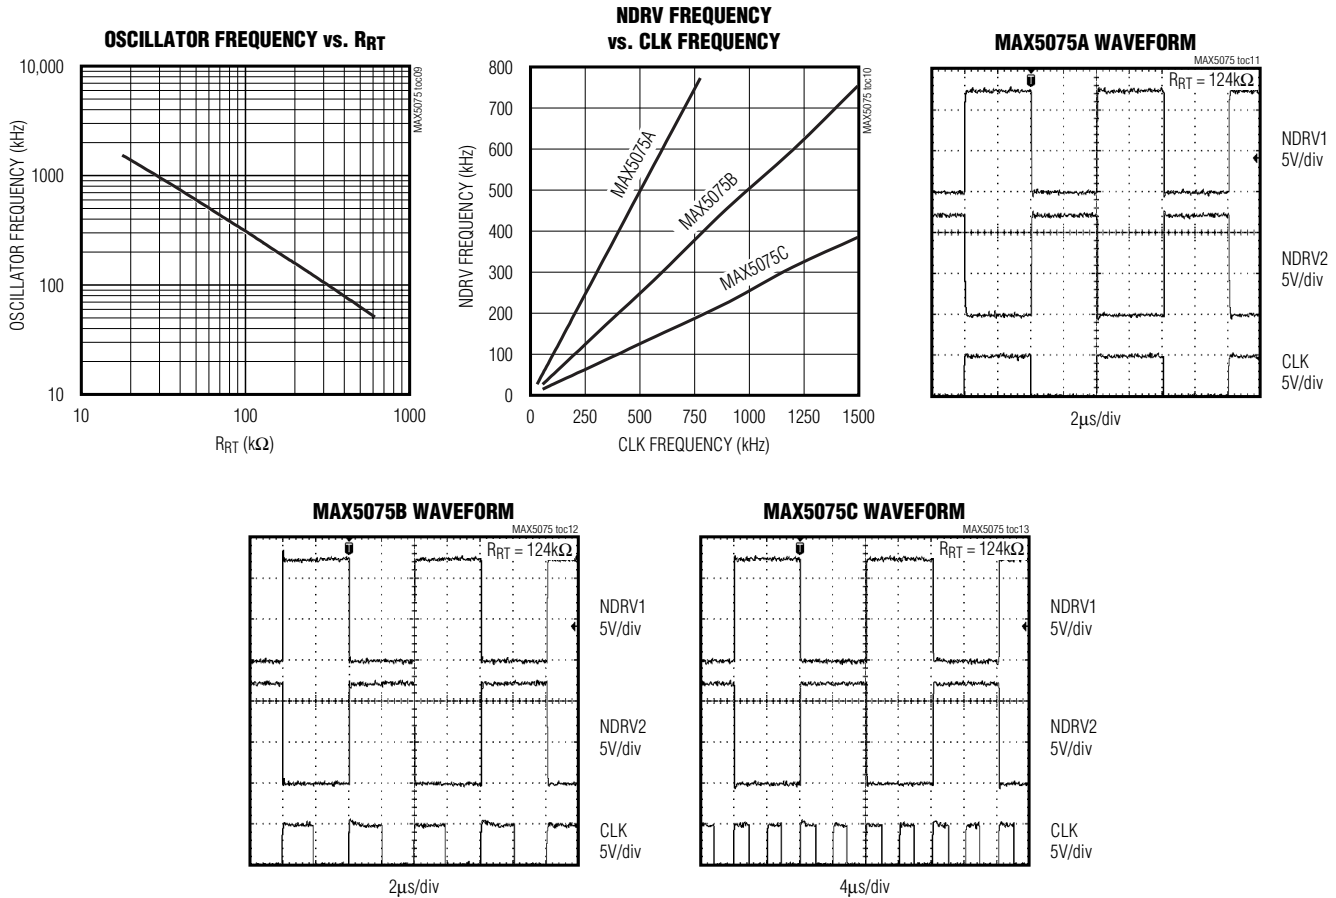 OSCILLATOR FREQUENCY vs. RRT
10,000
1000
100
10
10
100
1000
OSCILLATOR FREQUENCY (kHz)
RRT (kΩ)
MAX5075 toc09
NDRV FREQUENCY
vs. CLK FREQUENCY
800
700
600
500
400
300
200
100
0
0
250
500
750
1000
1250
1500
NDRV FREQUENCY (kHz)
CLK FREQUENCY (kHz)
MAX5075 toc10
MAX5075A
MAX5075B
MAX5075C
MAX5075A WAVEFORM
MAX5075 toc11
T
RRT = 124kΩ
NDRV1
5V/div
NDRV2
5V/div
CLK
5V/div
2µs/div
MAX5075B WAVEFORM
MAX5075 toc12
T
RRT = 124kΩ
NDRV1
5V/div
NDRV2
5V/div
CLK
5V/div
2µs/div
MAX5075C WAVEFORM
MAX5075 toc13
T
RRT = 124kΩ
NDRV1
5V/div
NDRV2
5V/div
CLK
5V/div
4µs/div